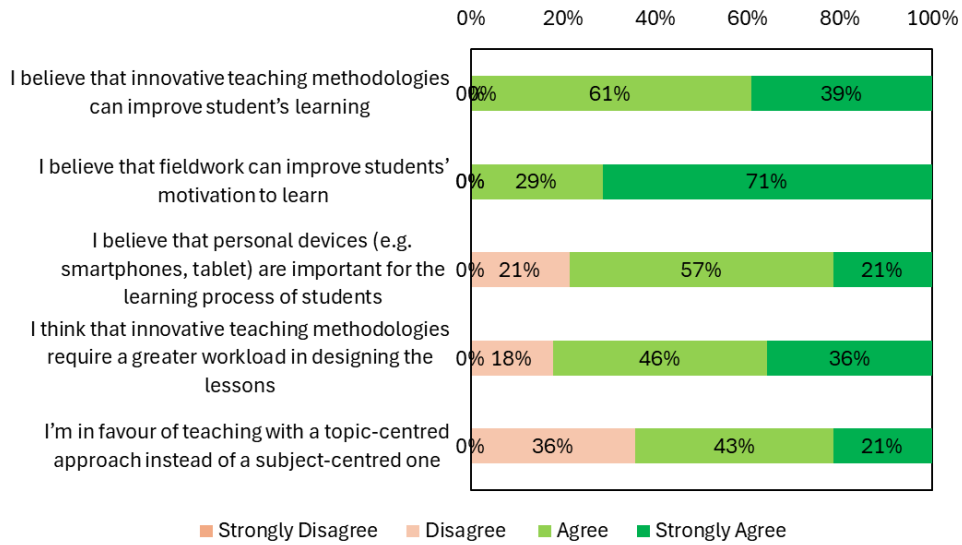 0% 20% 40% 60% 80% 100%
I believe that innovative teaching methodologies
can improve student’s learning
0% 0% 61% 39%
I believe that fieldwork can improve students’
motivation to learn
0% 0% 29% 71%
I believe that personal devices (e.g.
smartphones, tablet) are important for the
learning process of students
0% 21% 57% 21%
I think that innovative teaching methodologies
require a greater workload in designing the
lessons
0% 18% 46% 36%
I’m in favour of teaching with a topic-centred
approach instead of a subject-centred one
0% 36% 43% 21%
Strongly Disagree Disagree Agree Strongly Agree